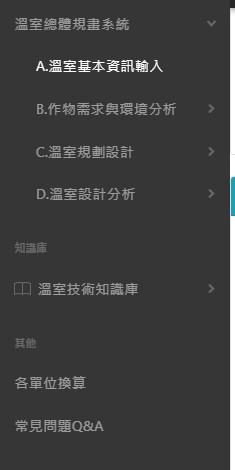 溫室總體規畫系統
A.溫室基本資訊輸入
B.作物需求與環境分析
C.溫室規劃設計
D.溫室設計分析
知識庫
溫室技術知識庫
其他
各單位換算
常見問題Q&A